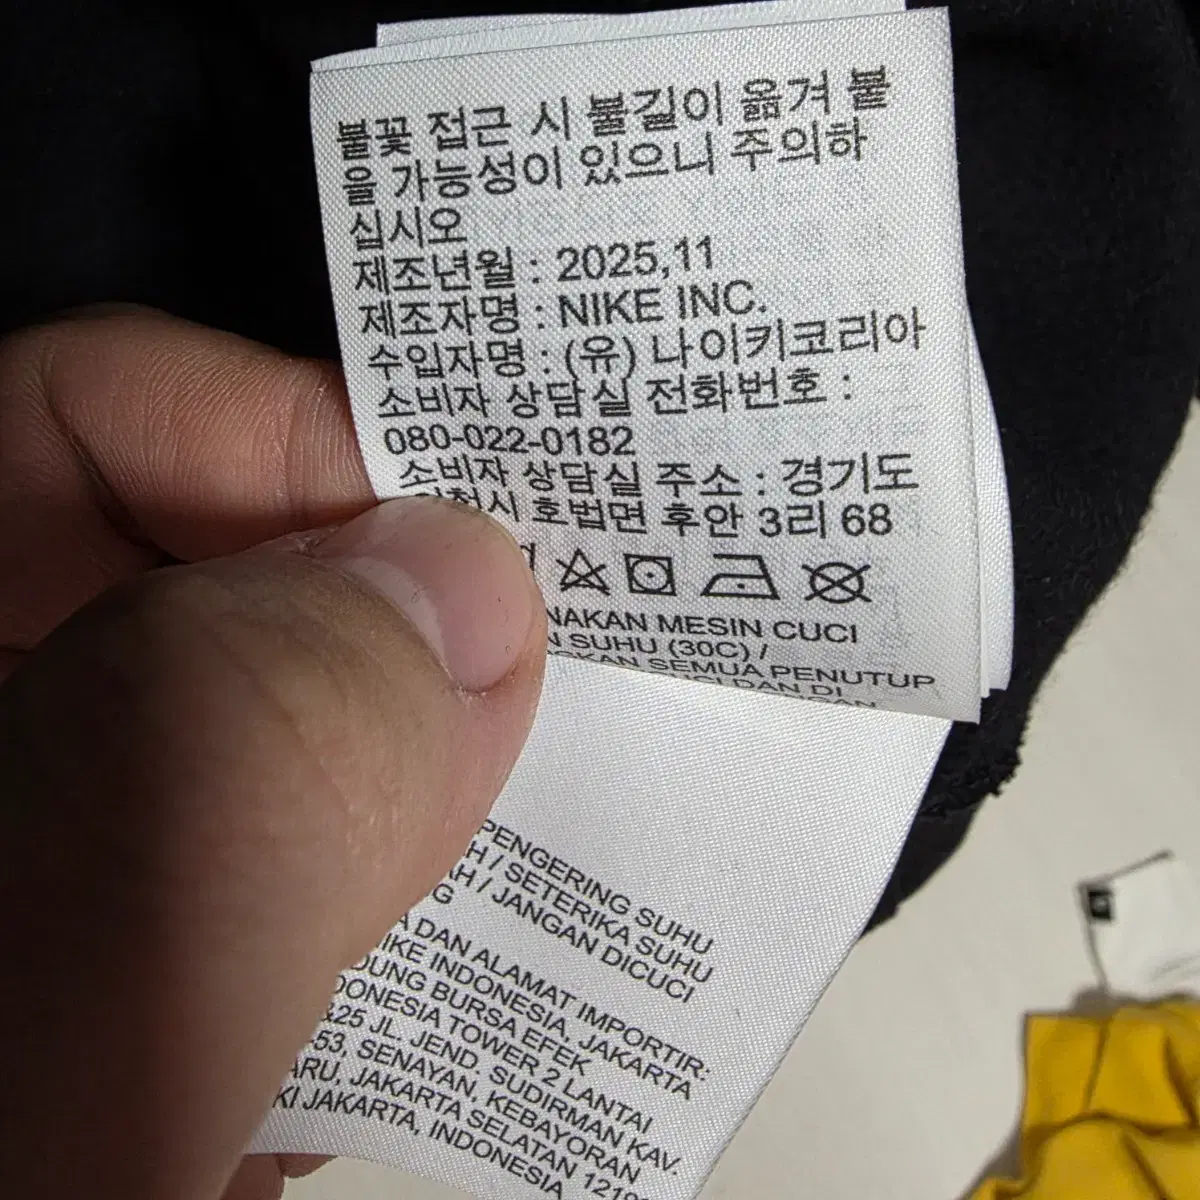 불꽃 접근 시 불길이 옮겨 붙
을 가능성이 있으니 주의하
십시오
제조년월 : 2025,11
제조자명 : NIKE INC.
수입자명 : (유) 나이키코리아
소비자 상담실 전화번호 :
080-022-0182
소비자 상담실 주소 : 경기도
호법면 후안 3리 68
MESIN CUCI
SUHU (30C) /
SEMUA PENUTUP
DAN DI
PENGERING SUHU
/ SETERIKA SUHU
/ JANGAN DICUCI
DAN ALAMAT IMPORTIR:
INDONESIA, JAKARTA
BURSA EFEK
TOWER 2 LANTAI
&25 JL. JEND. SUDIRMAN KAV.
SENAYAN, KEBAYORAN
JAKARTA SELATAN
JAKARTA, INDONESIA